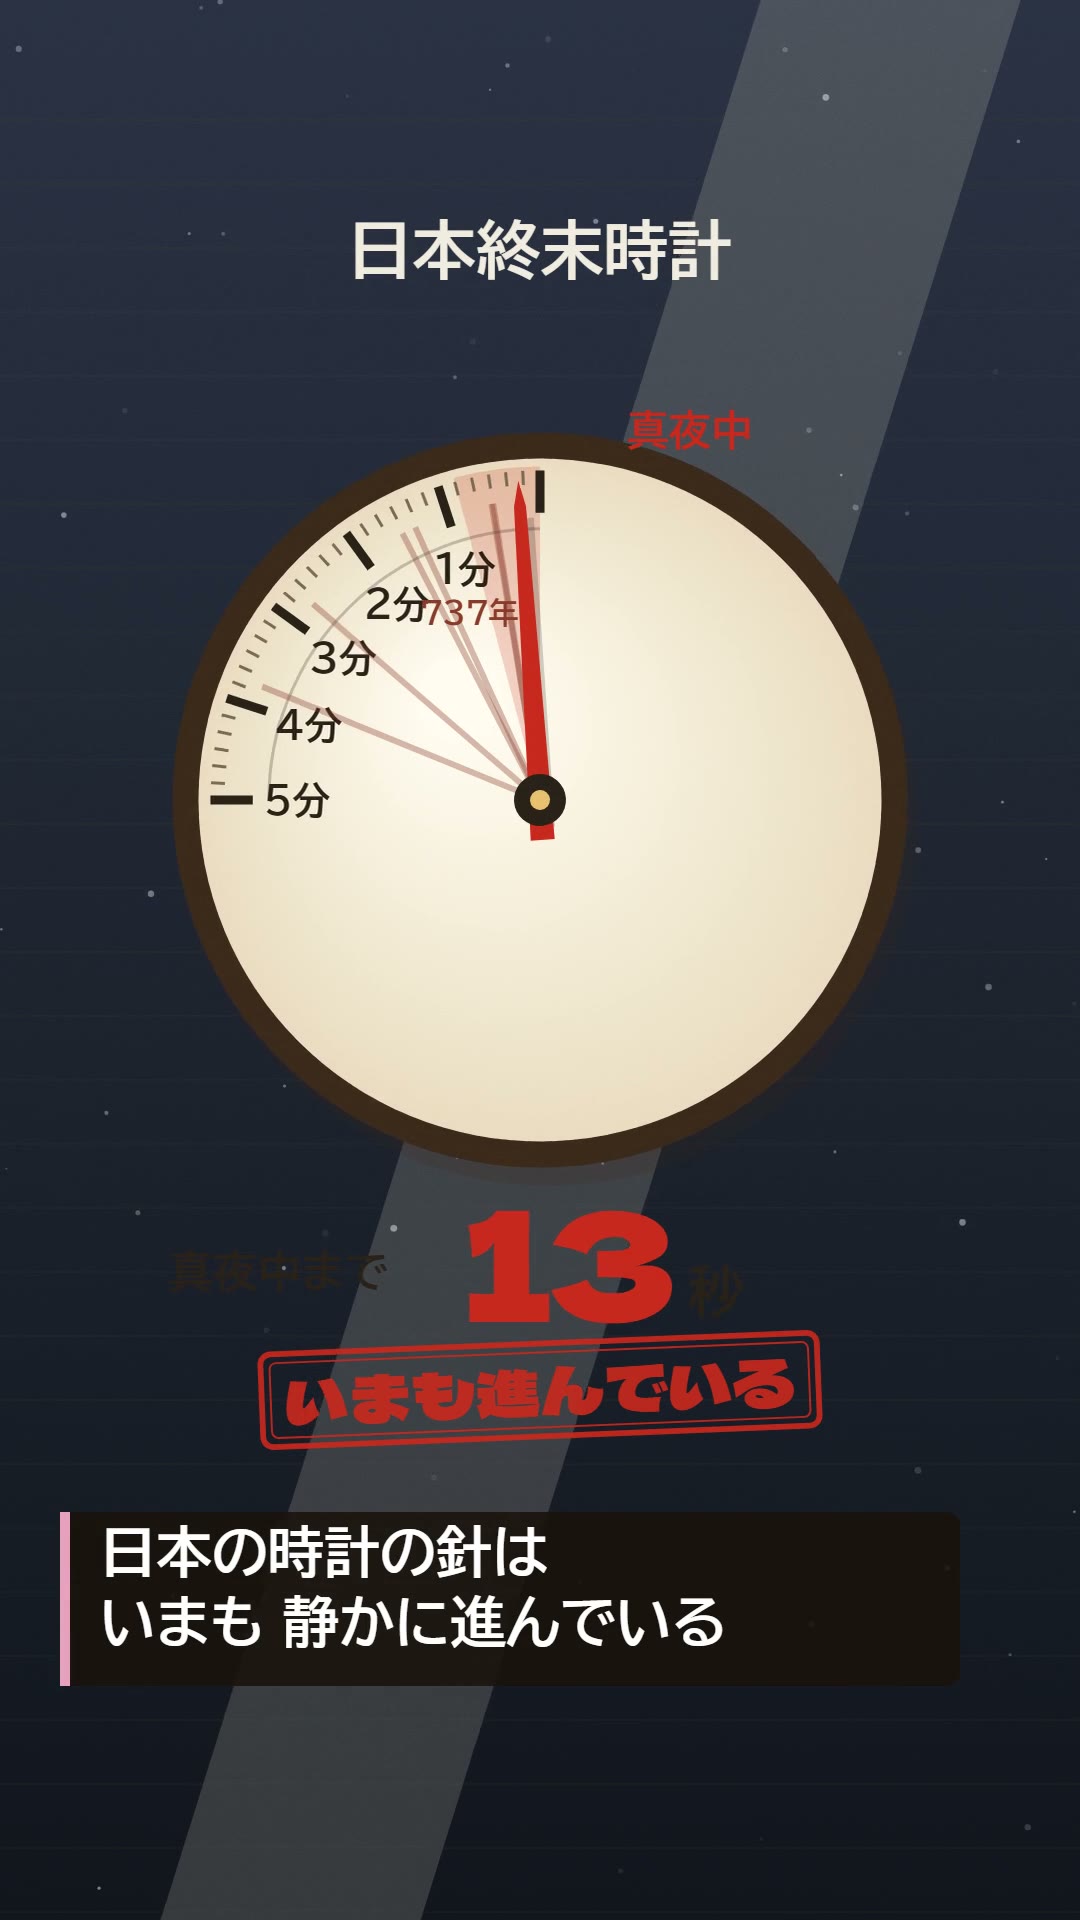 日本終末時計
真夜中
1分
2分
737年
3分
4分
5分
真夜中まで 13 秒
いまも進んでいる
日本の時計の針は
いまも 静かに進んでいる